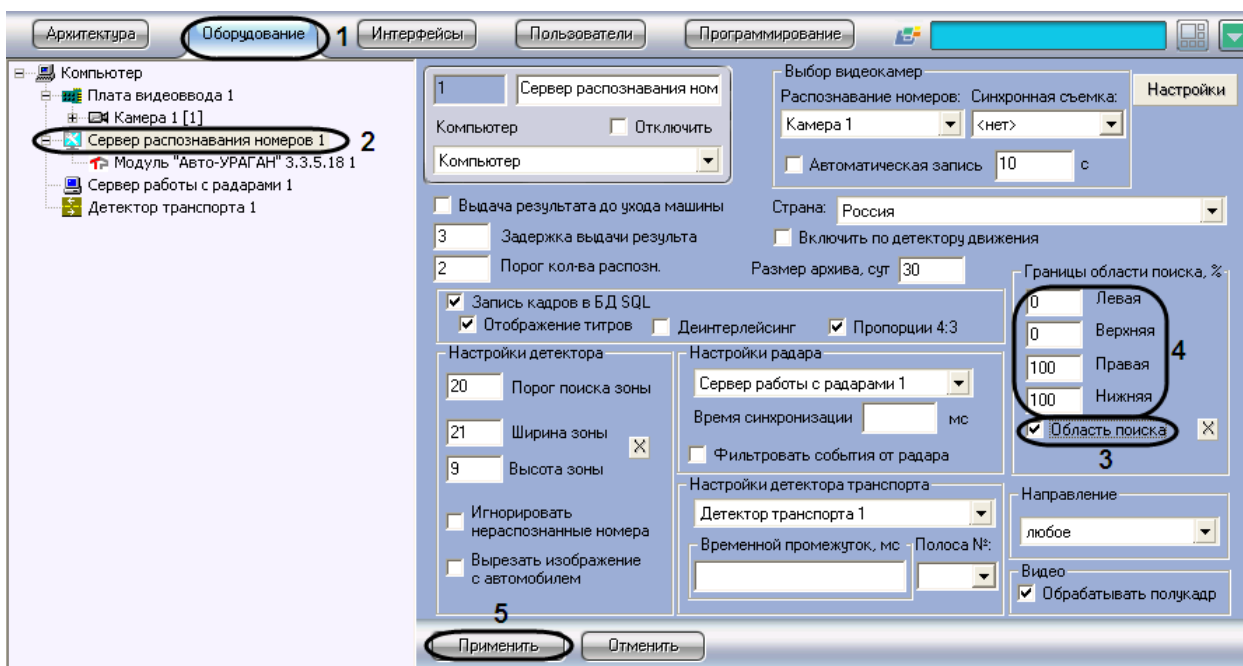 Архитектура Оборудование 1 Интерфейсы Пользователи Программирование
Компьютер
Плата видеоввода 1
Камера 1 [1]
Сервер распознавания номеров 1 2
Модуль "Авто-УРАГАН" 3.3.5.18 1
Сервер работы с радарами 1
Детектор транспорта 1
1 Сервер распознавания ном
Компьютер Отключить
Компьютер
Выбор видеокамер
Распознавание номеров: Синхронная съемка:
Камера 1 <нет>
Автоматическая запись 10 с
Настройки
Выдача результата до ухода машины
Страна: Россия
3 Задержка выдачи результа
Включить по детектору движения
2 Порог кол-ва распозн.
Размер архива, сут 30
Запись кадров в БД SQL
Отображение титров Деинтерлейсинг Пропорции 4:3
Границы области поиска, %
0 Левая
0 Верхняя
100 Правая
100 Нижняя
4
Область поиска X
3
Настройки детектора
20 Порог поиска зоны
21 Ширина зоны
X
9 Высота зоны
Игнорировать
нераспознанные номера
Вырезать изображение
с автомобилем
Настройки радара
Сервер работы с радарами 1
Время синхронизации мс
Фильтровать события от радара
Настройки детектора транспорта
Детектор транспорта 1
Временной промежуток, мс Полоса №:
Направление
любое
Видео
Обрабатывать полукадр
5
Применить Отменить